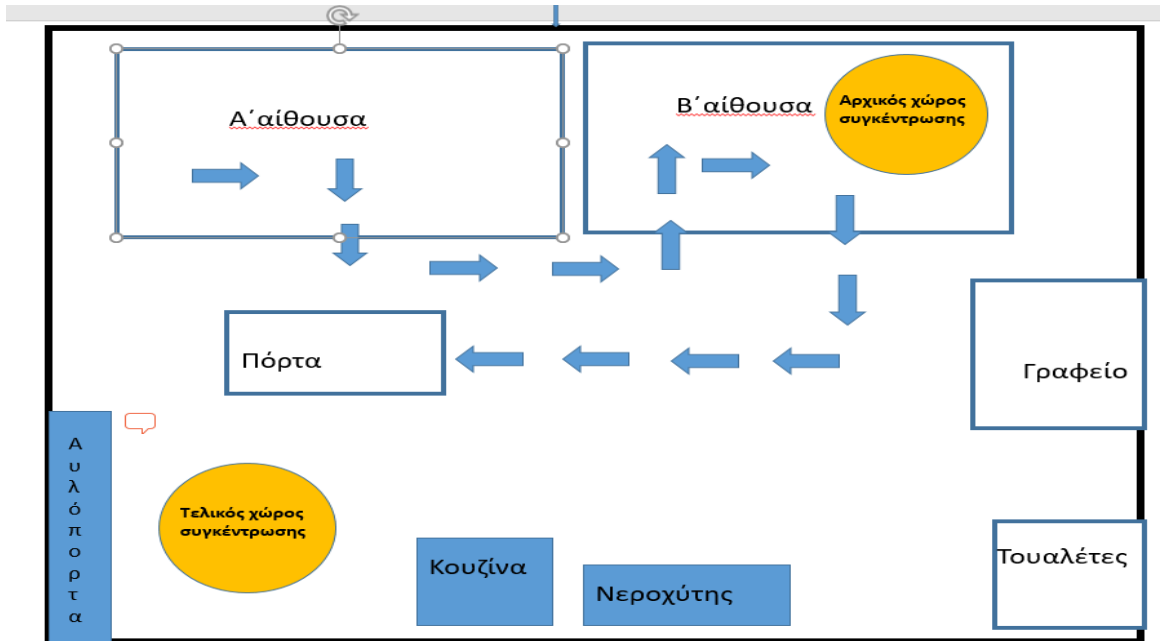 Α΄αίθουσα
Β΄αίθουσα
Αρχικός χώρος
συγκέντρωσης
Πόρτα
Γραφείο
Αυλόπορτα
Τελικός χώρος
συγκέντρωσης
Κουζίνα
Νεροχύτης
Τουαλέτες